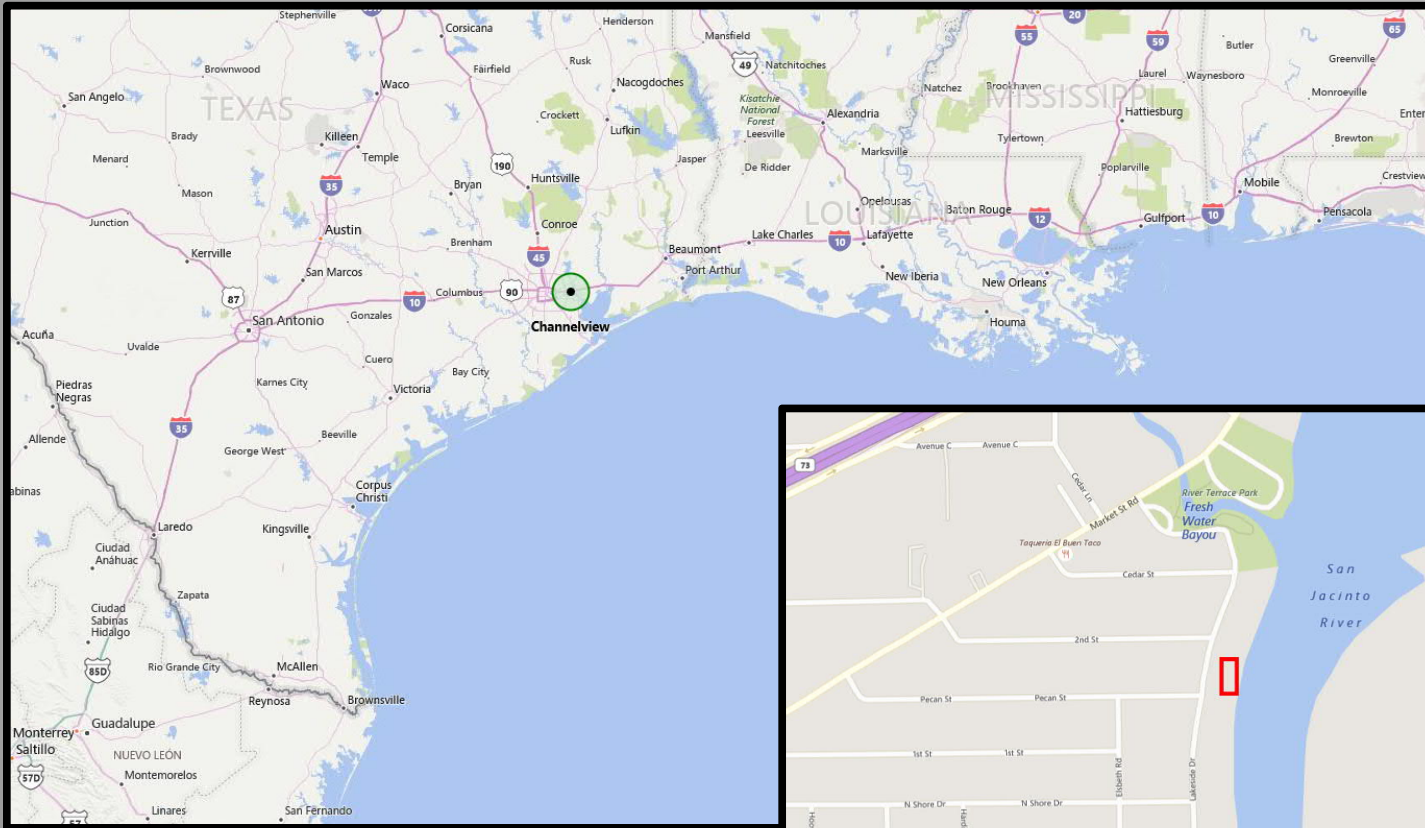 Stephenville
Corsicana
Henderson
Mansfield
20
55
59
65
Butler
Greenville
Brownwood
Fairfield
Rusk
49
Natchitoches
Laurel
Waynesboro
San Angelo
TEXAS
Waco
Nacogdoches
Kisatchie
National
Forest
Natchez
Brookhaven
MISSISSIPPI
Monroeville
Crockett
Alexandria
Hattiesburg
Enter
Brady
Killeen
Lufkin
Leesville
Tylertown
Brewton
Menard
Temple
190
Jasper
De Ridder
Marksville
Poplarville
Crestview
Mason
35
Bryan
Huntsville
Mobile
Junction
Austin
Conroe
Opelousas
LOUISIANA
Baton Rouge
12
Gulfport
10
Pensacola
Kerrville
Brenham
45
Beaumont
Lake Charles
10
Lafayette
San Marcos
Port Arthur
New Iberia
New Orleans
87
10
Columbus
90
Channelview
Houma
San Antonio
Gonzales
Acuña
Uvalde
Cuero
Bay City
Piedras
Negras
Karnes City
Victoria
Allende
35
Beeville
George West
abinas
Corpus
Christi
Laredo
Kingsville
Ciudad
Anáhuac
Zapata
Ciudad
Sabinas
Hidalgo
85D
Rio Grande City
McAllen
Reynosa
Brownsville
Monterrey
Guadalupe
Saltillo
57D
NUEVO LEÓN
Montemorelos
Linares
San Fernando
57
73
Avenue C
Avenue C
Cedar Ln
Market St Rd
River Terrace Park
Fresh
Water
Bayou
Taqueria El Buen Taco
Cedar St
San
Jacinto
River
2nd St
Pecan St
Pecan St
1st St
1st St
Elsbeth Rd
Lakeside Dr
N Shore Dr
N Shore Dr